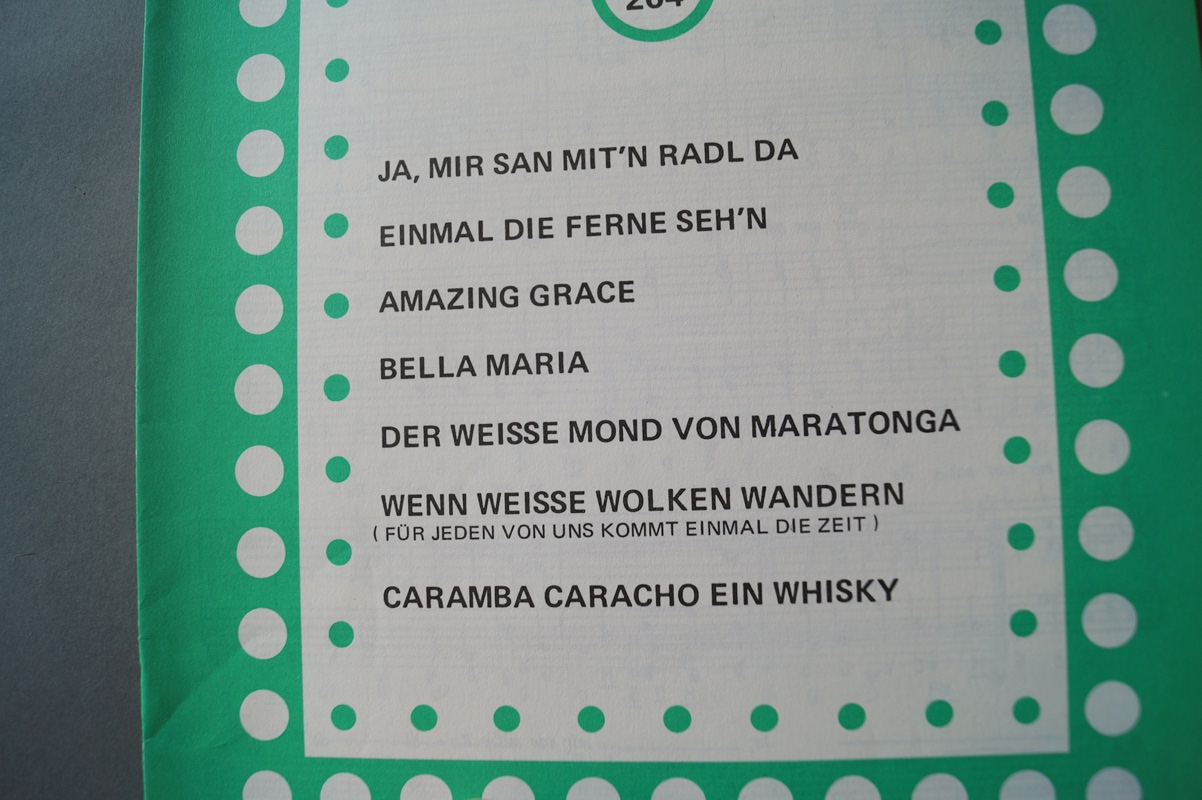 264
JA, MIR SAN MIT'N RADL DA
EINMAL DIE FERNE SEH'N
AMAZING GRACE
BELLA MARIA
DER WEISSE MOND VON MARATONGA
WENN WEISSE WOLKEN WANDERN
( FÜR JEDEN VON UNS KOMMT EINMAL DIE ZEIT )
CARAMBA CARACHO EIN WHISKY